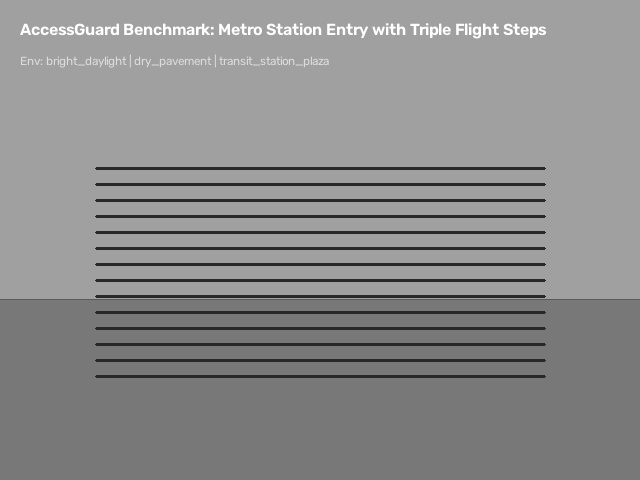 AccessGuard Benchmark: Metro Station Entry with Triple Flight Steps
Env: bright_daylight | dry_pavement | transit_station_plaza